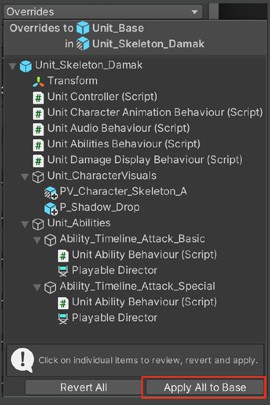 Overrides
Overrides to Unit_Base
in Unit_Skeleton_Damak
Unit_Skeleton_Damak
Transform
Unit Controller (Script)
Unit Character Animation Behaviour (Script)
Unit Audio Behaviour (Script)
Unit Abilities Behaviour (Script)
Unit Damage Display Behaviour (Script)
Unit_CharacterVisuals
PV_Character_Skeleton_A
P_Shadow_Drop
Unit_Abilities
Ability_Timeline_Attack_Basic
Unit Ability Behaviour (Script)
Playable Director
Ability_Timeline_Attack_Special
Unit Ability Behaviour (Script)
Playable Director
Click on individual items to review, revert and apply.
Revert All Apply All to Base